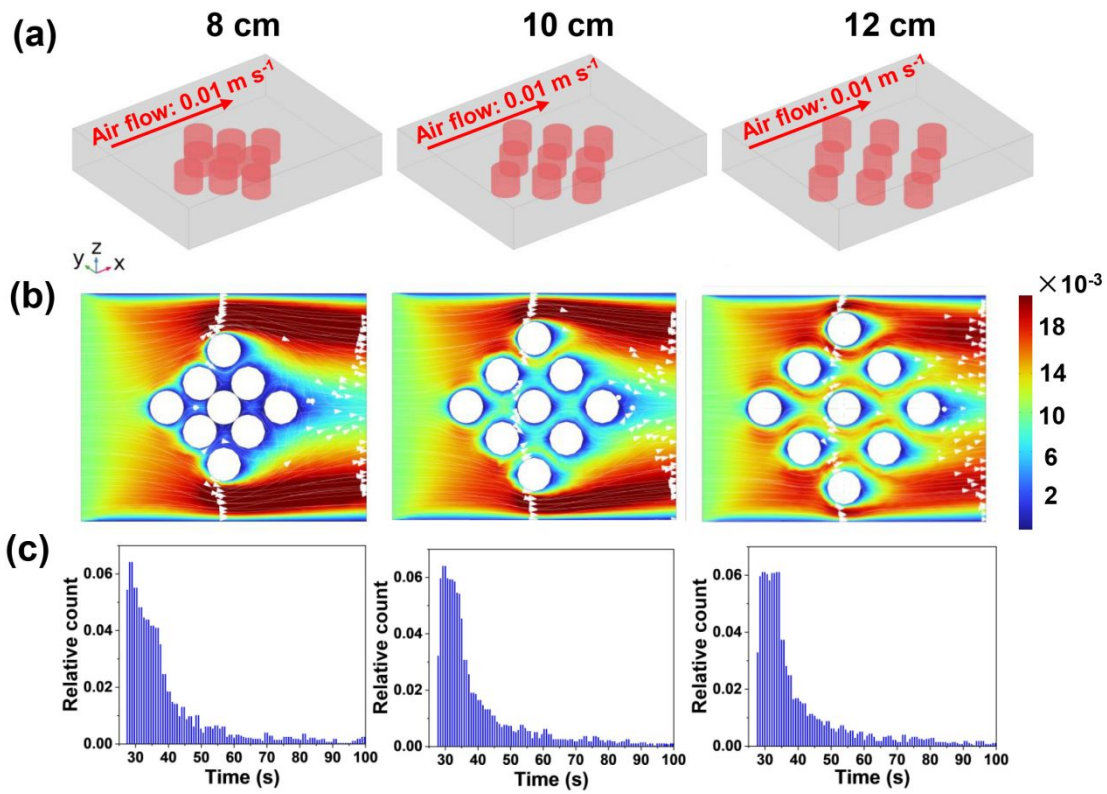 8 cm 10 cm 12 cm
(a)
Air flow: 0.01 m s⁻¹ Air flow: 0.01 m s⁻¹ Air flow: 0.01 m s⁻¹
y z x
(b)
×10⁻³
18
14
10
6
2
(c)
Relative count
0.06
0.04
0.02
0.00
30 40 50 60 70 80 90 100
Time (s)
Relative count
0.06
0.04
0.02
0.00
30 40 50 60 70 80 90 100
Time (s)
Relative count
0.06
0.04
0.02
0.00
30 40 50 60 70 80 90 100
Time (s)